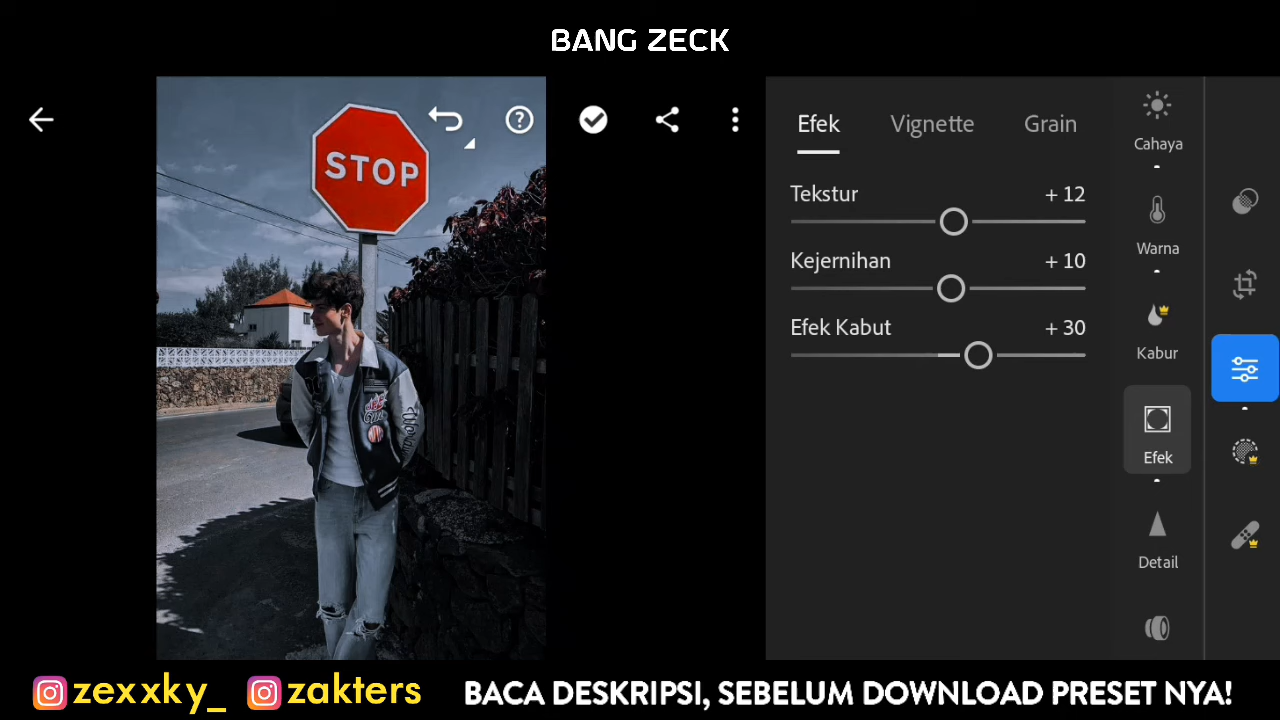 BANG ZECK
STOP
Efek
Vignette
Grain
Tekstur
+ 12
Kejernihan
+ 10
Efek Kabut
+ 30
Cahaya
Warna
Kabur
Efek
Detail
zexxky_
zakters
BACA DESKRIPSI, SEBELUM DOWNLOAD PRESET NYA!